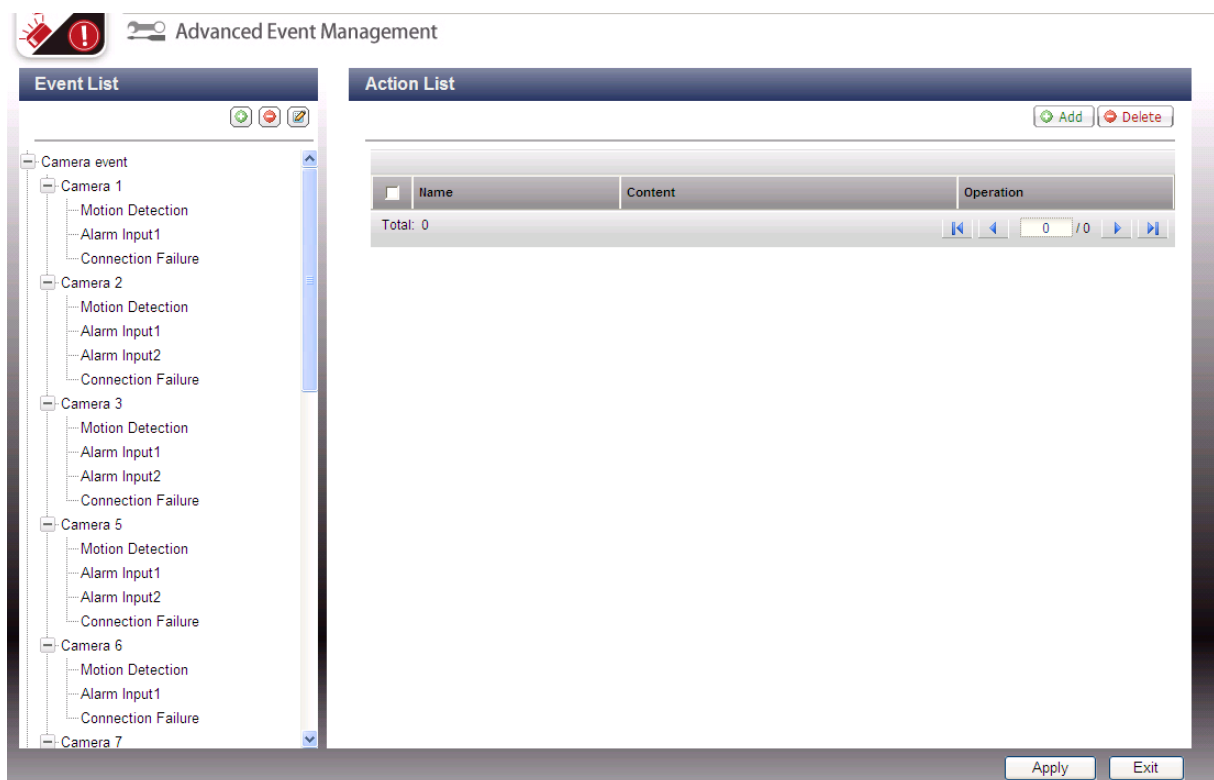 Advanced Event Management
Event List
Action List
Add
Delete
Camera event
Camera 1
Motion Detection
Alarm Input1
Connection Failure
Camera 2
Motion Detection
Alarm Input1
Alarm Input2
Connection Failure
Camera 3
Motion Detection
Alarm Input1
Alarm Input2
Connection Failure
Camera 5
Motion Detection
Alarm Input1
Alarm Input2
Connection Failure
Camera 6
Motion Detection
Alarm Input1
Connection Failure
Camera 7
Name Content Operation
Total: 0
0 / 0
Apply
Exit